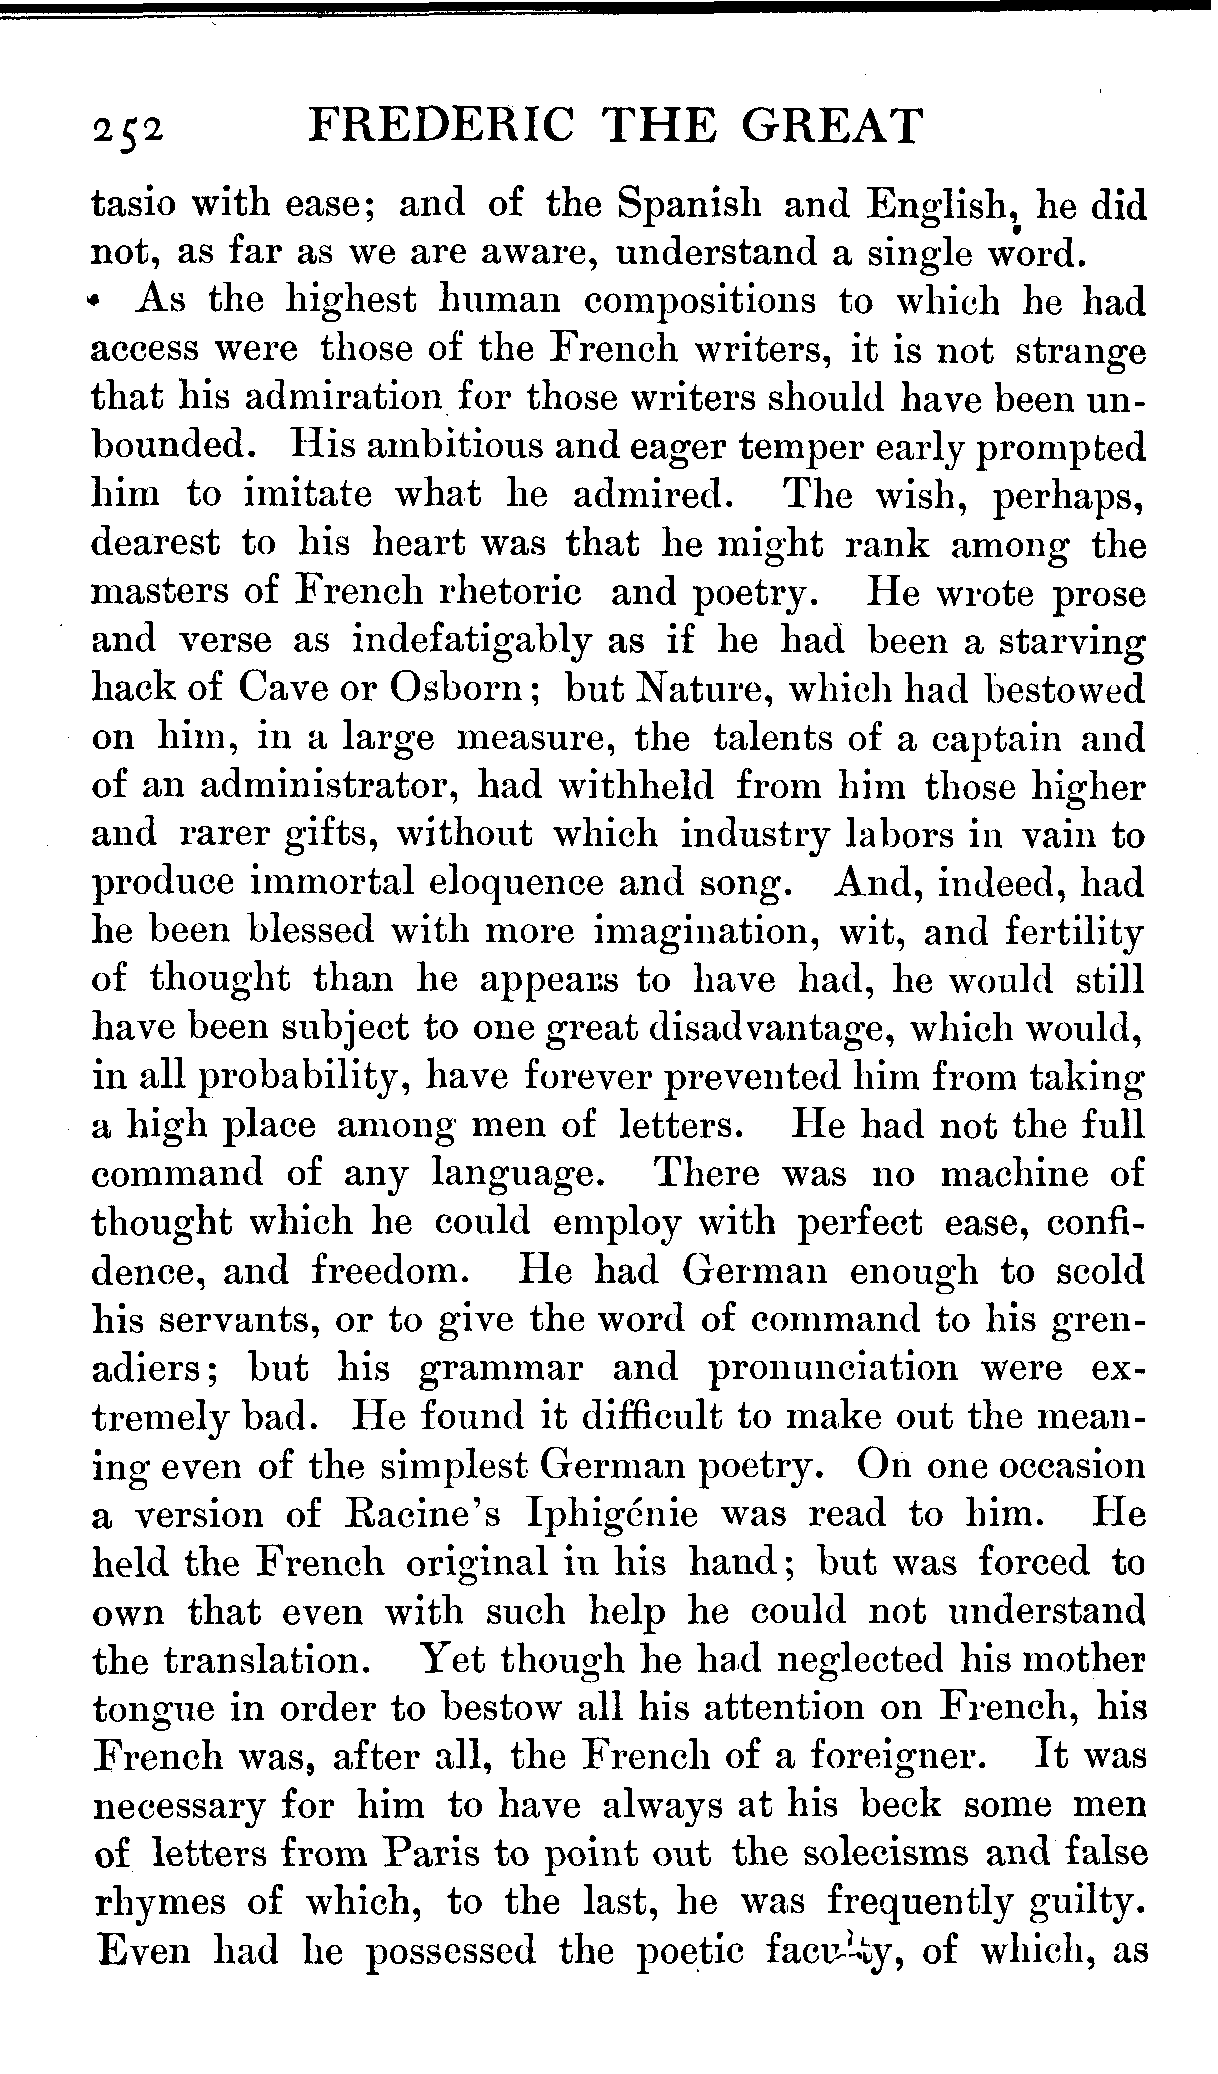 252 FREDERIC THE GREAT
tasio with ease; and of the Spanish and English, he did
not, as far as we are aware, understand a single word.
As the highest human compositions to which he had
access were those of the French writers, it is not strange
that his admiration for those writers should have been un-
bounded. His ambitious and eager temper early prompted
him to imitate what he admired. The wish, perhaps,
dearest to his heart was that he might rank among the
masters of French rhetoric and poetry. He wrote prose
and verse as indefatigably as if he had been a starving
hack of Cave or Osborn; but Nature, which had bestowed
on him, in a large measure, the talents of a captain and
of an administrator, had withheld from him those higher
and rarer gifts, without which industry labors in vain to
produce immortal eloquence and song. And, indeed, had
he been blessed with more imagination, wit, and fertility
of thought than he appears to have had, he would still
have been subject to one great disadvantage, which would,
in all probability, have forever prevented him from taking
a high place among men of letters. He had not the full
command of any language. There was no machine of
thought which he could employ with perfect ease, confi-
dence, and freedom. He had German enough to scold
his servants, or to give the word of command to his gren-
adiers; but his grammar and pronunciation were ex-
tremely bad. He found it difficult to make out the mean-
ing even of the simplest German poetry. On one occasion
a version of Racine's Iphigénie was read to him. He
held the French original in his hand; but was forced to
own that even with such help he could not understand
the translation. Yet though he had neglected his mother
tongue in order to bestow all his attention on French, his
French was, after all, the French of a foreigner. It was
necessary for him to have always at his beck some men
of letters from Paris to point out the solecisms and false
rhymes of which, to the last, he was frequently guilty.
Even had he possessed the poetic faculty, of which, as